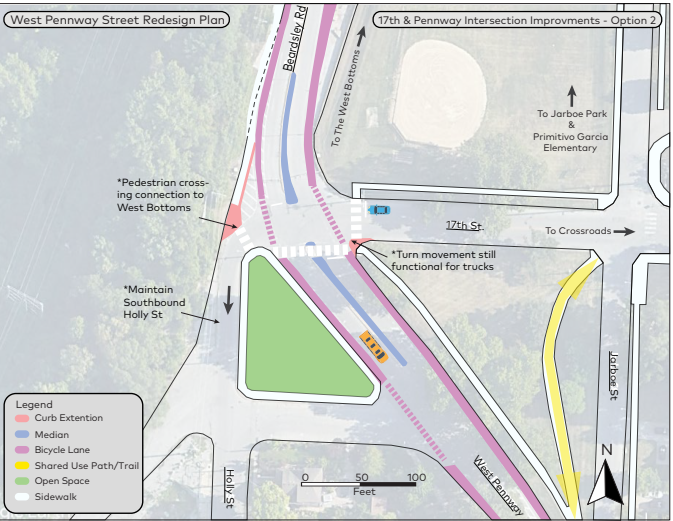 West Pennway Street Redesign Plan
17th & Pennway Intersection Improvments - Option 2
Beardsley Rd
To The West Bottoms
To Jarboe Park
&
Primitivo Garcia
Elementary
*Pedestrian cross-
ing connection to
West Bottoms
17th St.
To Crossroads
*Turn movement still
functional for trucks
*Maintain
Southbound
Holly St
Jarboe St
Legend
Curb Extention
Median
Bicycle Lane
Shared Use Path/Trail
Open Space
Sidewalk
Holly St
0 50 100
Feet
West Pennway
N